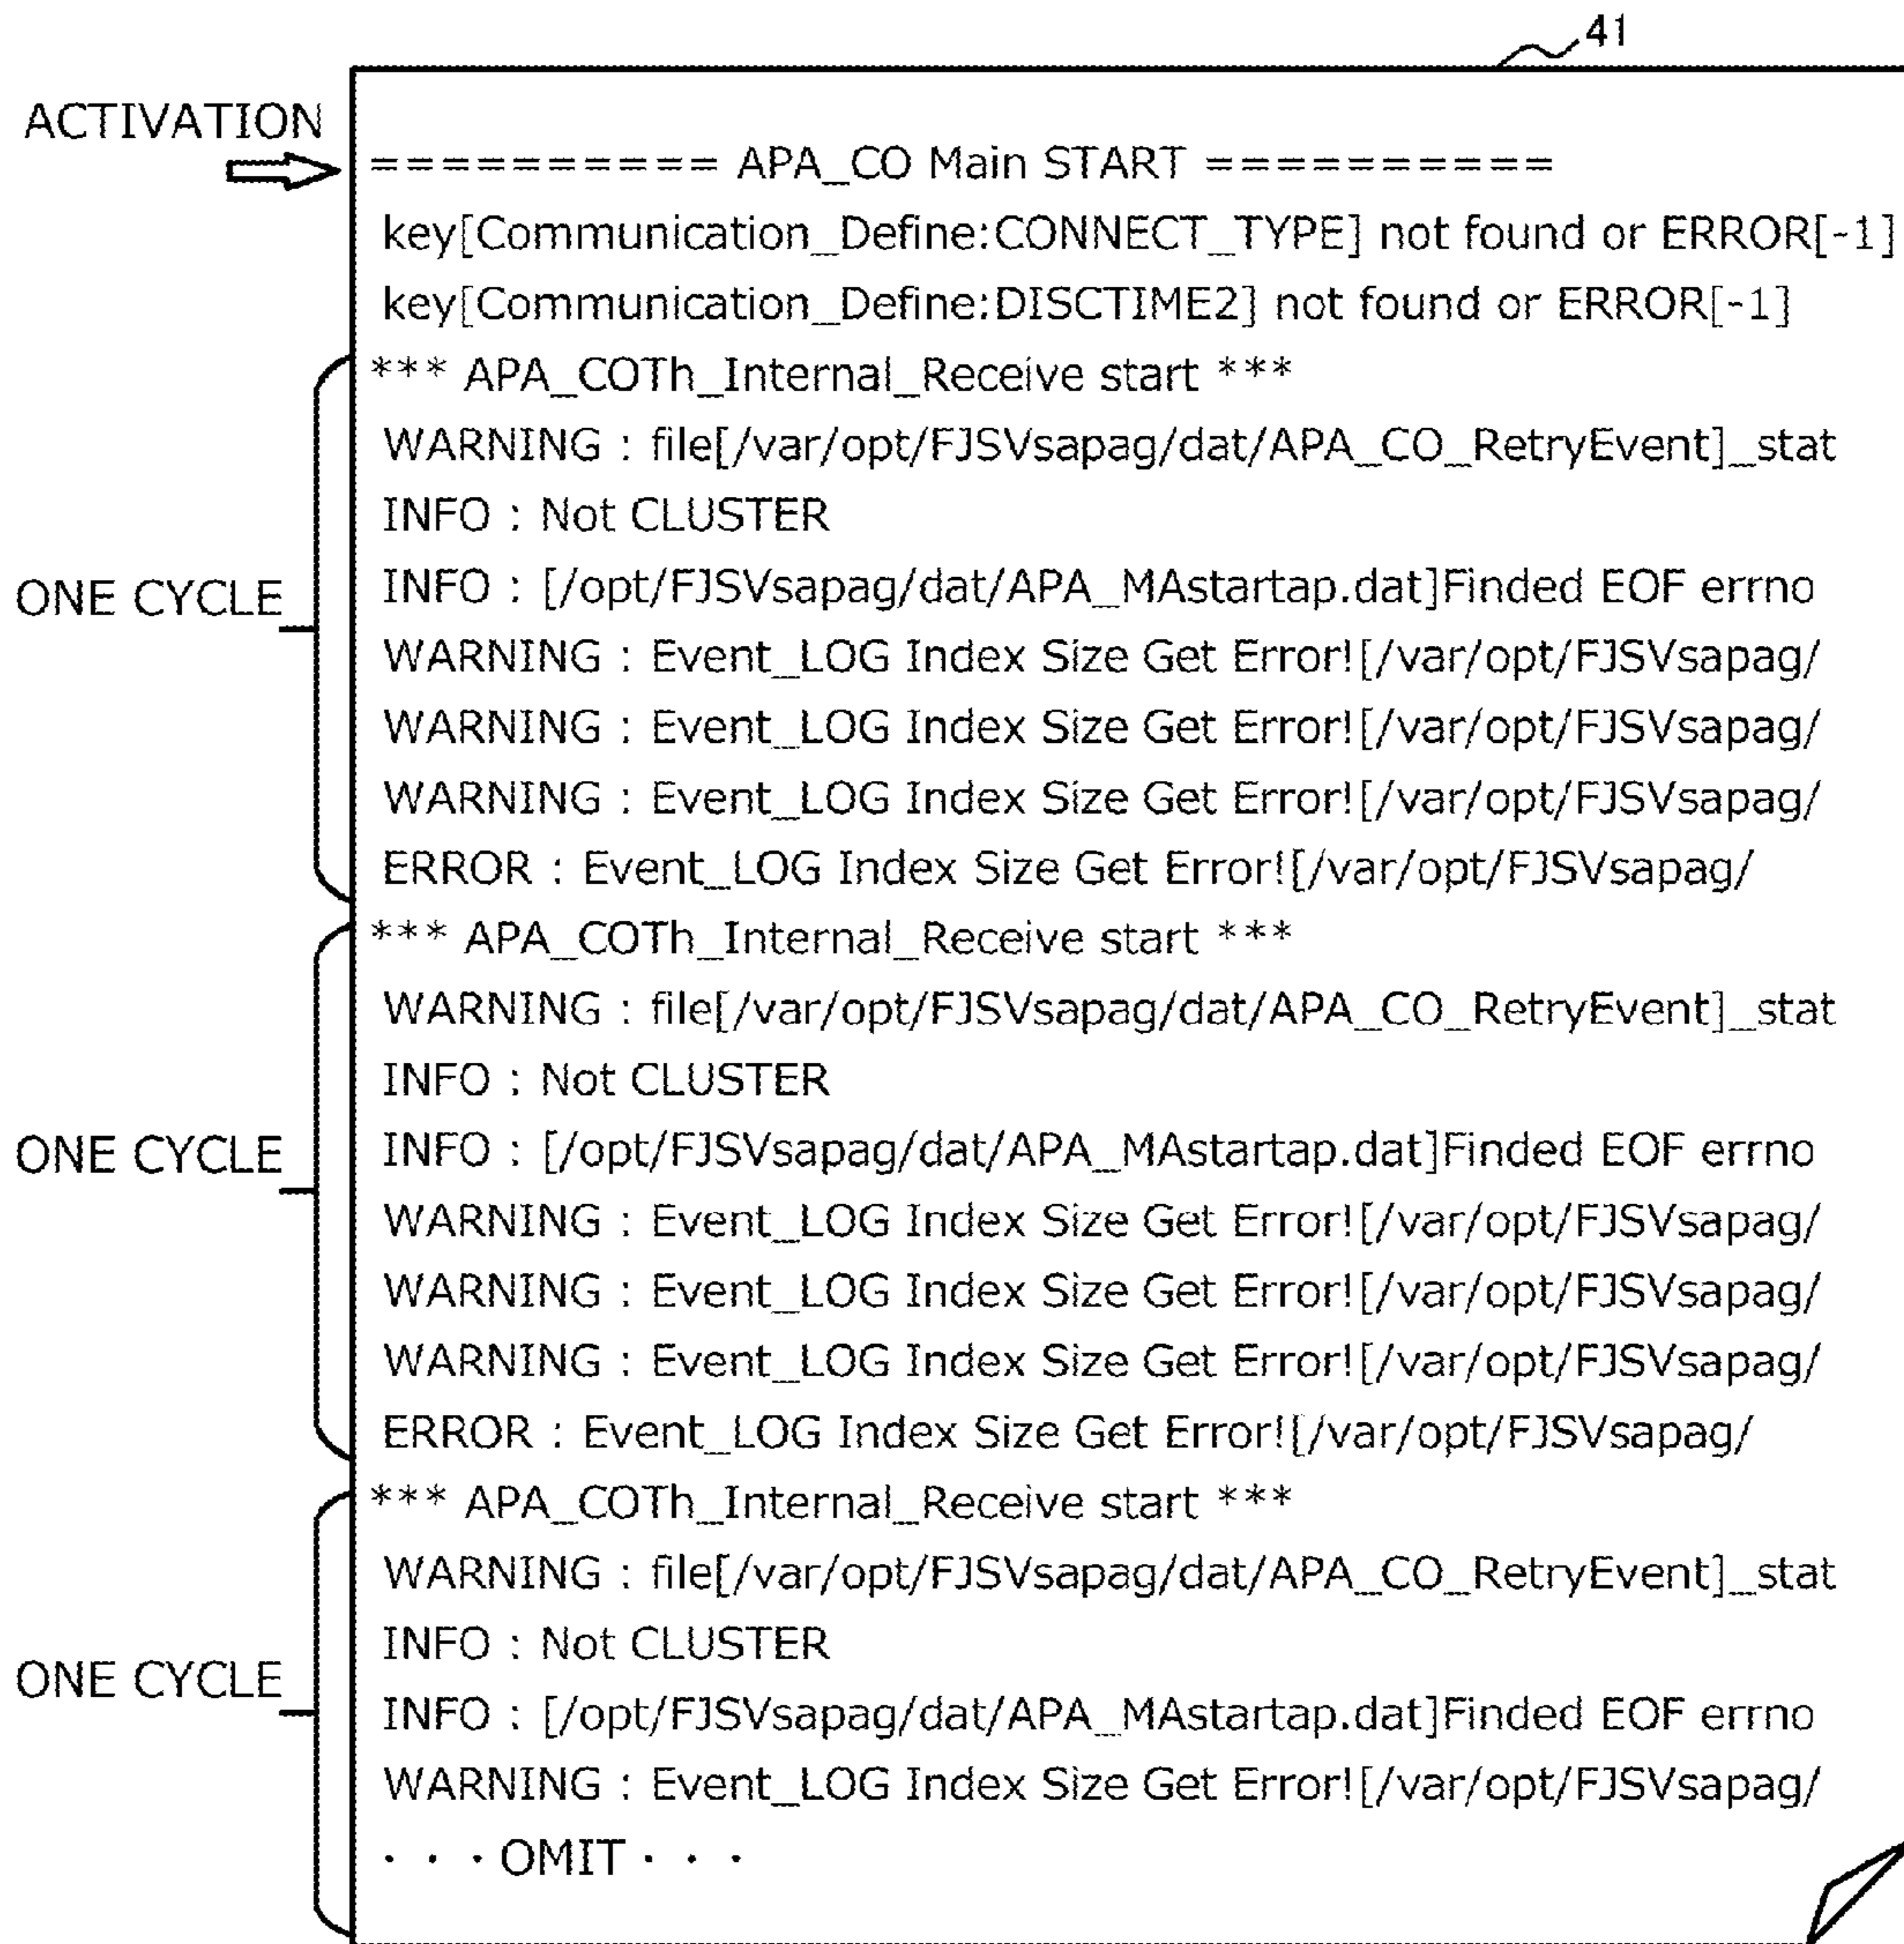 41
ACTIVATION
========== APA_CO Main START ==========
key[Communication_Define:CONNECT_TYPE] not found or ERROR[-1]
key[Communication_Define:DISCTIME2] not found or ERROR[-1]
ONE CYCLE
*** APA_COTh_Internal_Receive start ***
WARNING : file[/var/opt/FJSVsapag/dat/APA_CO_RetryEvent]_stat
INFO : Not CLUSTER
INFO : [/opt/FJSVsapag/dat/APA_MAstartap.dat]Finded EOF errno
WARNING : Event_LOG Index Size Get Error![/var/opt/FJSVsapag/
WARNING : Event_LOG Index Size Get Error![/var/opt/FJSVsapag/
WARNING : Event_LOG Index Size Get Error![/var/opt/FJSVsapag/
ERROR : Event_LOG Index Size Get Error![/var/opt/FJSVsapag/
ONE CYCLE
*** APA_COTh_Internal_Receive start ***
WARNING : file[/var/opt/FJSVsapag/dat/APA_CO_RetryEvent]_stat
INFO : Not CLUSTER
INFO : [/opt/FJSVsapag/dat/APA_MAstartap.dat]Finded EOF errno
WARNING : Event_LOG Index Size Get Error![/var/opt/FJSVsapag/
WARNING : Event_LOG Index Size Get Error![/var/opt/FJSVsapag/
WARNING : Event_LOG Index Size Get Error![/var/opt/FJSVsapag/
ERROR : Event_LOG Index Size Get Error![/var/opt/FJSVsapag/
ONE CYCLE
*** APA_COTh_Internal_Receive start ***
WARNING : file[/var/opt/FJSVsapag/dat/APA_CO_RetryEvent]_stat
INFO : Not CLUSTER
INFO : [/opt/FJSVsapag/dat/APA_MAstartap.dat]Finded EOF errno
WARNING : Event_LOG Index Size Get Error![/var/opt/FJSVsapag/
· · · OMIT · · ·